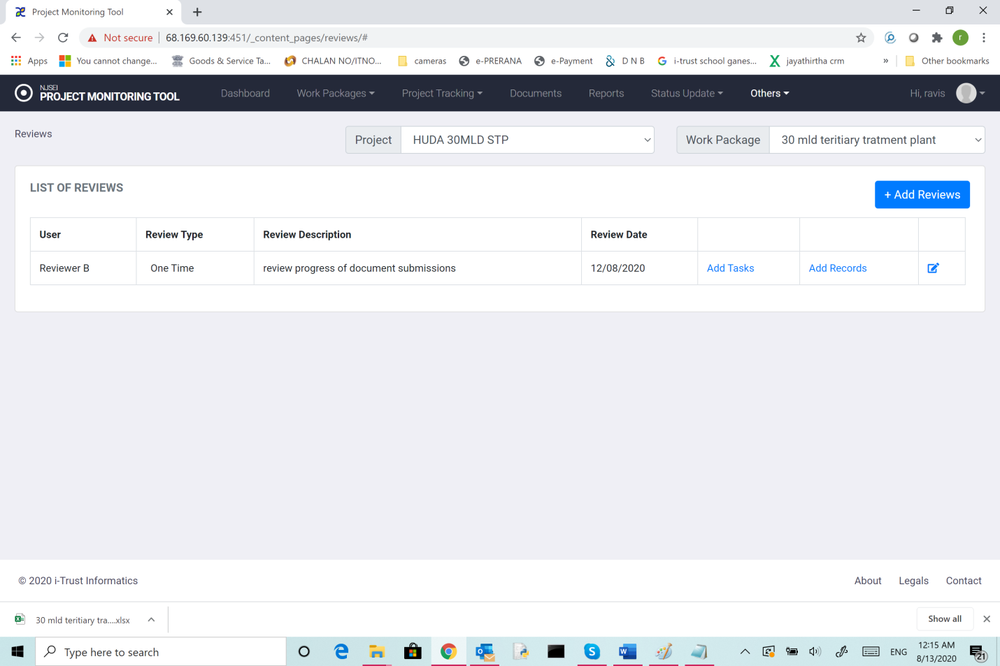 Project Monitoring Tool
Not secure 68.169.60.139:451/_content_pages/reviews/#
r
Apps You cannot change... Goods & Service Ta... CHALAN NO/ITNO... cameras e-PRERANA e-Payment D N B i-trust school ganes... jayathirtha crm » Other bookmarks
NJSEI
PROJECT MONITORING TOOL
Dashboard Work Packages Project Tracking Documents Reports Status Update Others Hi, ravis
Reviews Project HUDA 30MLD STP Work Package 30 mld teritiary tratment plant
LIST OF REVIEWS
+ Add Reviews
User Review Type Review Description Review Date
Reviewer B One Time review progress of document submissions 12/08/2020 Add Tasks Add Records
© 2020 i-Trust Informatics About Legals Contact
30 mld teritiary tra....xlsx Show all
Type here to search ENG 12:15 AM
8/13/2020 21